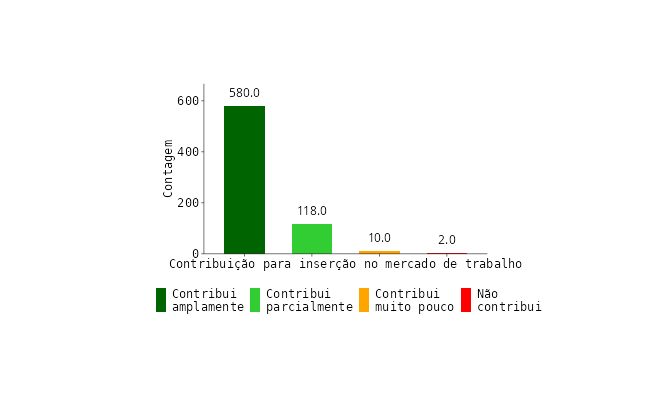 580.0
600
Contagem
400
118.0
200
10.0
2.0
0
Contribuição para inserção no mercado de trabalho
Contribui amplamente
Contribui parcialmente
Contribui muito pouco
Não contribui